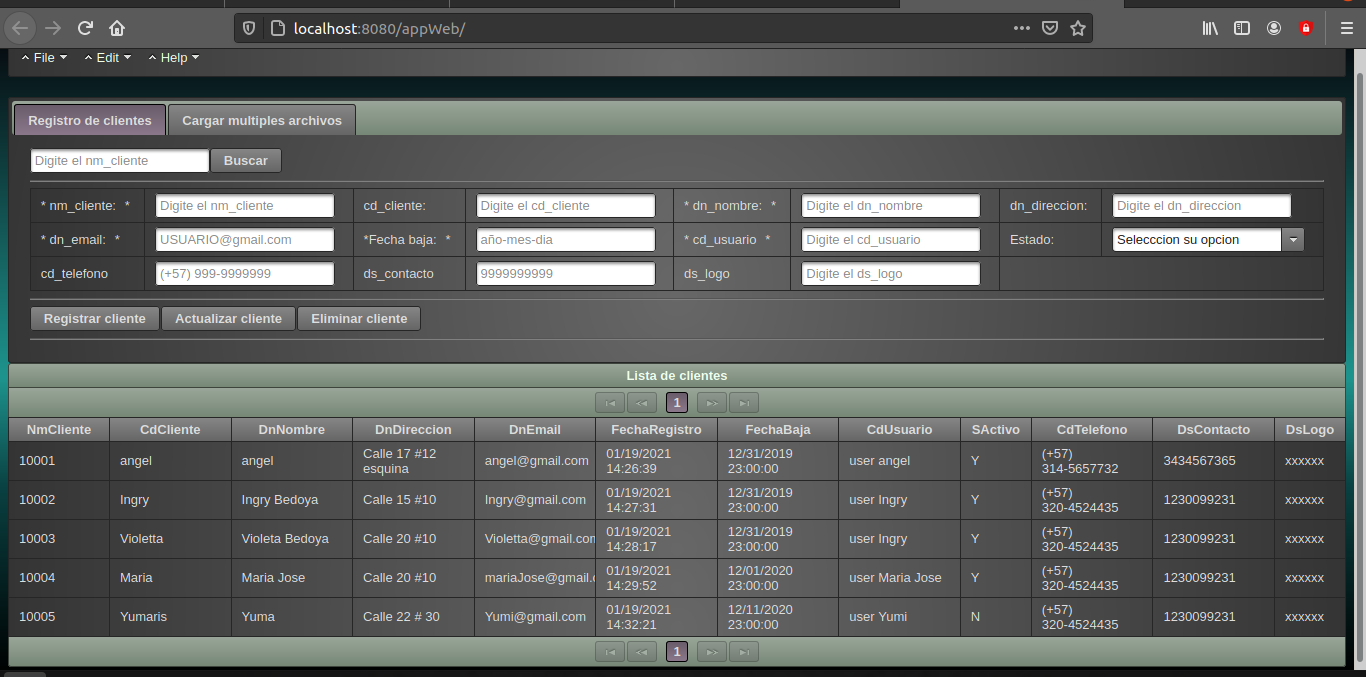 localhost:8080/appWeb/
File Edit Help
Registro de clientes Cargar multiples archivos
Digite el nm_cliente Buscar
* nm_cliente: * Digite el nm_cliente cd_cliente: Digite el cd_cliente * dn_nombre: * Digite el dn_nombre dn_direccion: Digite el dn_direccion
* dn_email: * USUARIO@gmail.com *Fecha baja: * año-mes-dia * cd_usuario * Digite el cd_usuario Estado: Selecccion su opcion
cd_telefono (+57) 999-9999999 ds_contacto 9999999999 ds_logo Digite el ds_logo
Registrar cliente Actualizar cliente Eliminar cliente
Lista de clientes
1
NmCliente CdCliente DnNombre DnDireccion DnEmail FechaRegistro FechaBaja CdUsuario SActivo CdTelefono DsContacto DsLogo
10001 angel angel Calle 17 #12 esquina angel@gmail.com 01/19/2021 14:26:39 12/31/2019 23:00:00 user angel Y (+57) 314-5657732 3434567365 xxxxxx
10002 Ingry Ingry Bedoya Calle 15 #10 Ingry@gmail.com 01/19/2021 14:27:31 12/31/2019 23:00:00 user Ingry Y (+57) 320-4524435 1230099231 xxxxxx
10003 Violetta Violeta Bedoya Calle 20 #10 Violetta@gmail.com 01/19/2021 14:28:17 12/31/2019 23:00:00 user Ingry Y (+57) 320-4524435 1230099231 xxxxxx
10004 Maria Maria Jose Calle 20 #10 mariaJose@gmail. 01/19/2021 14:29:52 12/01/2020 23:00:00 user Maria Jose Y (+57) 320-4524435 1230099231 xxxxxx
10005 Yumaris Yuma Calle 22 # 30 Yumi@gmail.com 01/19/2021 14:32:21 12/11/2020 23:00:00 user Yumi N (+57) 320-4524435 1230099231 xxxxxx
1